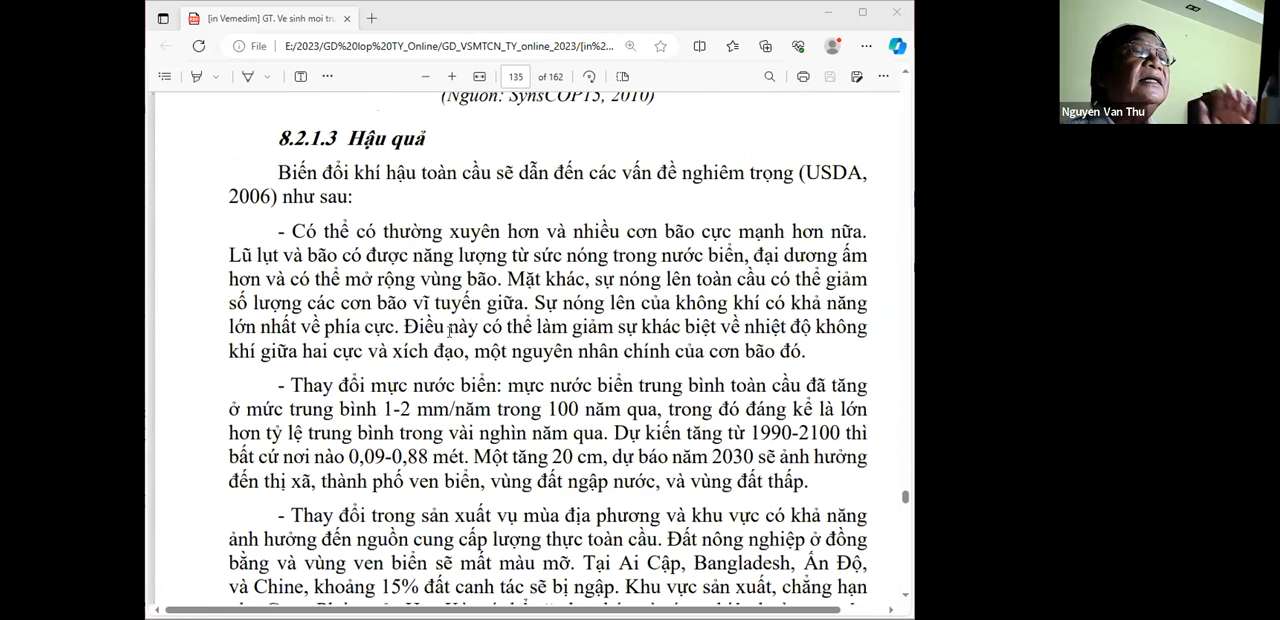 [in Vemedim] GT. Ve sinh moi tru
File
E:/2023/GD%20lop%20TY_Online/GD_VSMTCN_TY_online_2023/[in%2...
135 of 162
(Nguồn: SynsCOP15, 2010)
8.2.1.3 Hậu quả
Biến đổi khí hậu toàn cầu sẽ dẫn đến các vấn đề nghiêm trọng (USDA,
2006) như sau:
- Có thể có thường xuyên hơn và nhiều cơn bão cực mạnh hơn nữa.
Lũ lụt và bão có được năng lượng từ sức nóng trong nước biển, đại dương ấm
hơn và có thể mở rộng vùng bão. Mặt khác, sự nóng lên toàn cầu có thể giảm
số lượng các cơn bão vĩ tuyến giữa. Sự nóng lên của không khí có khả năng
lớn nhất về phía cực. Điều này có thể làm giảm sự khác biệt về nhiệt độ không
khí giữa hai cực và xích đạo, một nguyên nhân chính của cơn bão đó.
- Thay đổi mực nước biển: mực nước biển trung bình toàn cầu đã tăng
ở mức trung bình 1-2 mm/năm trong 100 năm qua, trong đó đáng kể là lớn
hơn tỷ lệ trung bình trong vài nghìn năm qua. Dự kiến tăng từ 1990-2100 thì
bất cứ nơi nào 0,09-0,88 mét. Một tăng 20 cm, dự báo năm 2030 sẽ ảnh hưởng
đến thị xã, thành phố ven biển, vùng đất ngập nước, và vùng đất thấp.
- Thay đổi trong sản xuất vụ mùa địa phương và khu vực có khả năng
ảnh hưởng đến nguồn cung cấp lượng thực toàn cầu. Đất nông nghiệp ở đồng
bằng và vùng ven biển sẽ mất màu mỡ. Tại Ai Cập, Bangladesh, Ấn Độ,
và Chine, khoảng 15% đất canh tác sẽ bị ngập. Khu vực sản xuất, chẳng hạn
Nguyen Van Thu